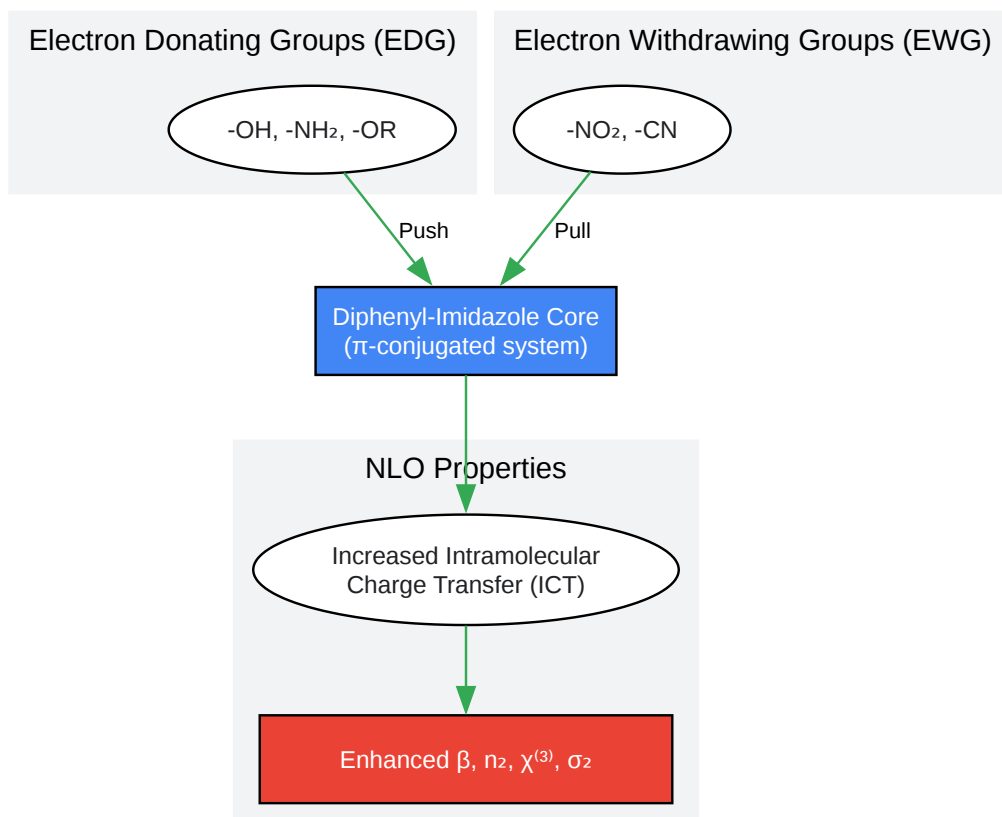 Electron Donating Groups (EDG)
Electron Withdrawing Groups (EWG)
-OH, -NH₂, -OR
-NO₂, -CN
Push
Pull
Diphenyl-Imidazole Core
(π-conjugated system)
NLO Properties
Increased Intramolecular
Charge Transfer (ICT)
Enhanced β, n₂, χ⁽³⁾, σ₂